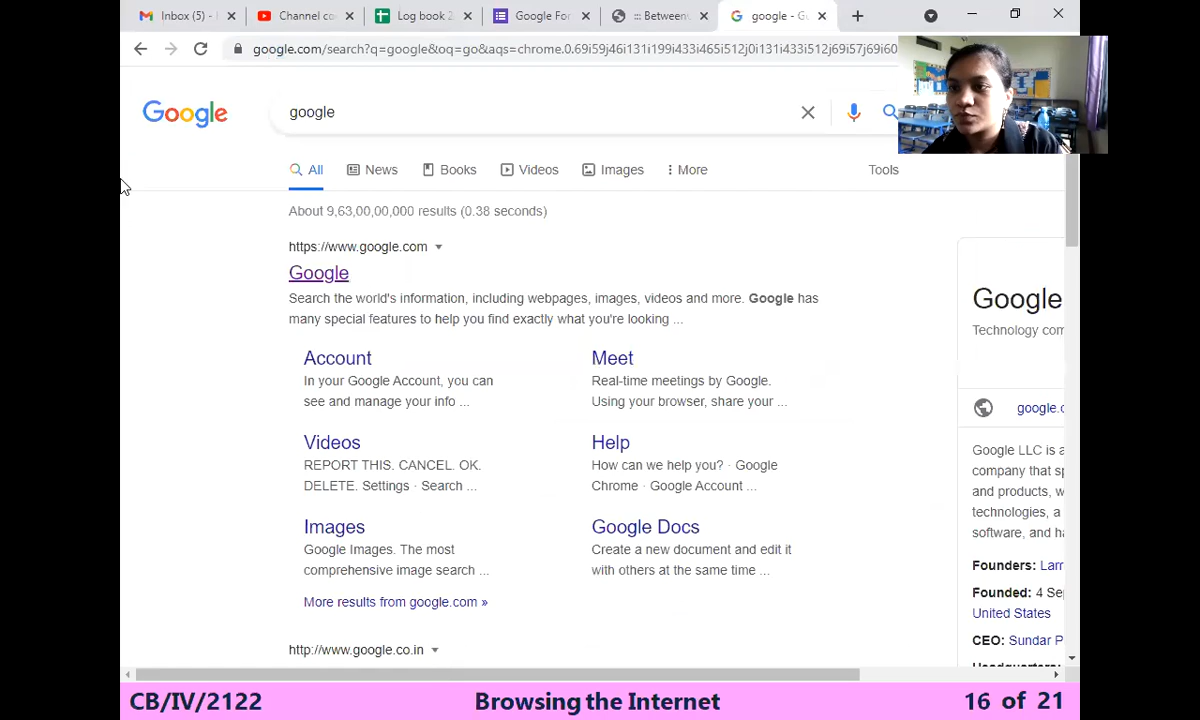 Inbox (5) -
Channel co
Log book 2
Google For
::: Between
google - G
google.com/search?q=google&oq=go&aqs=chrome.0.69i59j46i131i199i433i465i512j0i131i433i512j69i57j69i60
Google
google
All
News
Books
Videos
Images
More
Tools
About 9,63,00,00,000 results (0.38 seconds)
https://www.google.com
Google
Search the world's information, including webpages, images, videos and more. Google has
many special features to help you find exactly what you're looking ...
Account
In your Google Account, you can
see and manage your info ...
Meet
Real-time meetings by Google.
Using your browser, share your ...
Videos
REPORT THIS. CANCEL. OK.
DELETE. Settings · Search ...
Help
How can we help you? · Google
Chrome · Google Account ...
Images
Google Images. The most
comprehensive image search ...
Google Docs
Create a new document and edit it
with others at the same time ...
More results from google.com »
http://www.google.co.in
Google
Technology com
google.c
Google LLC is a
company that sp
and products, w
technologies, a
software, and ha
Founders: Larr
Founded: 4 Se
United States
CEO: Sundar P
CB/IV/2122
Browsing the Internet
16 of 21